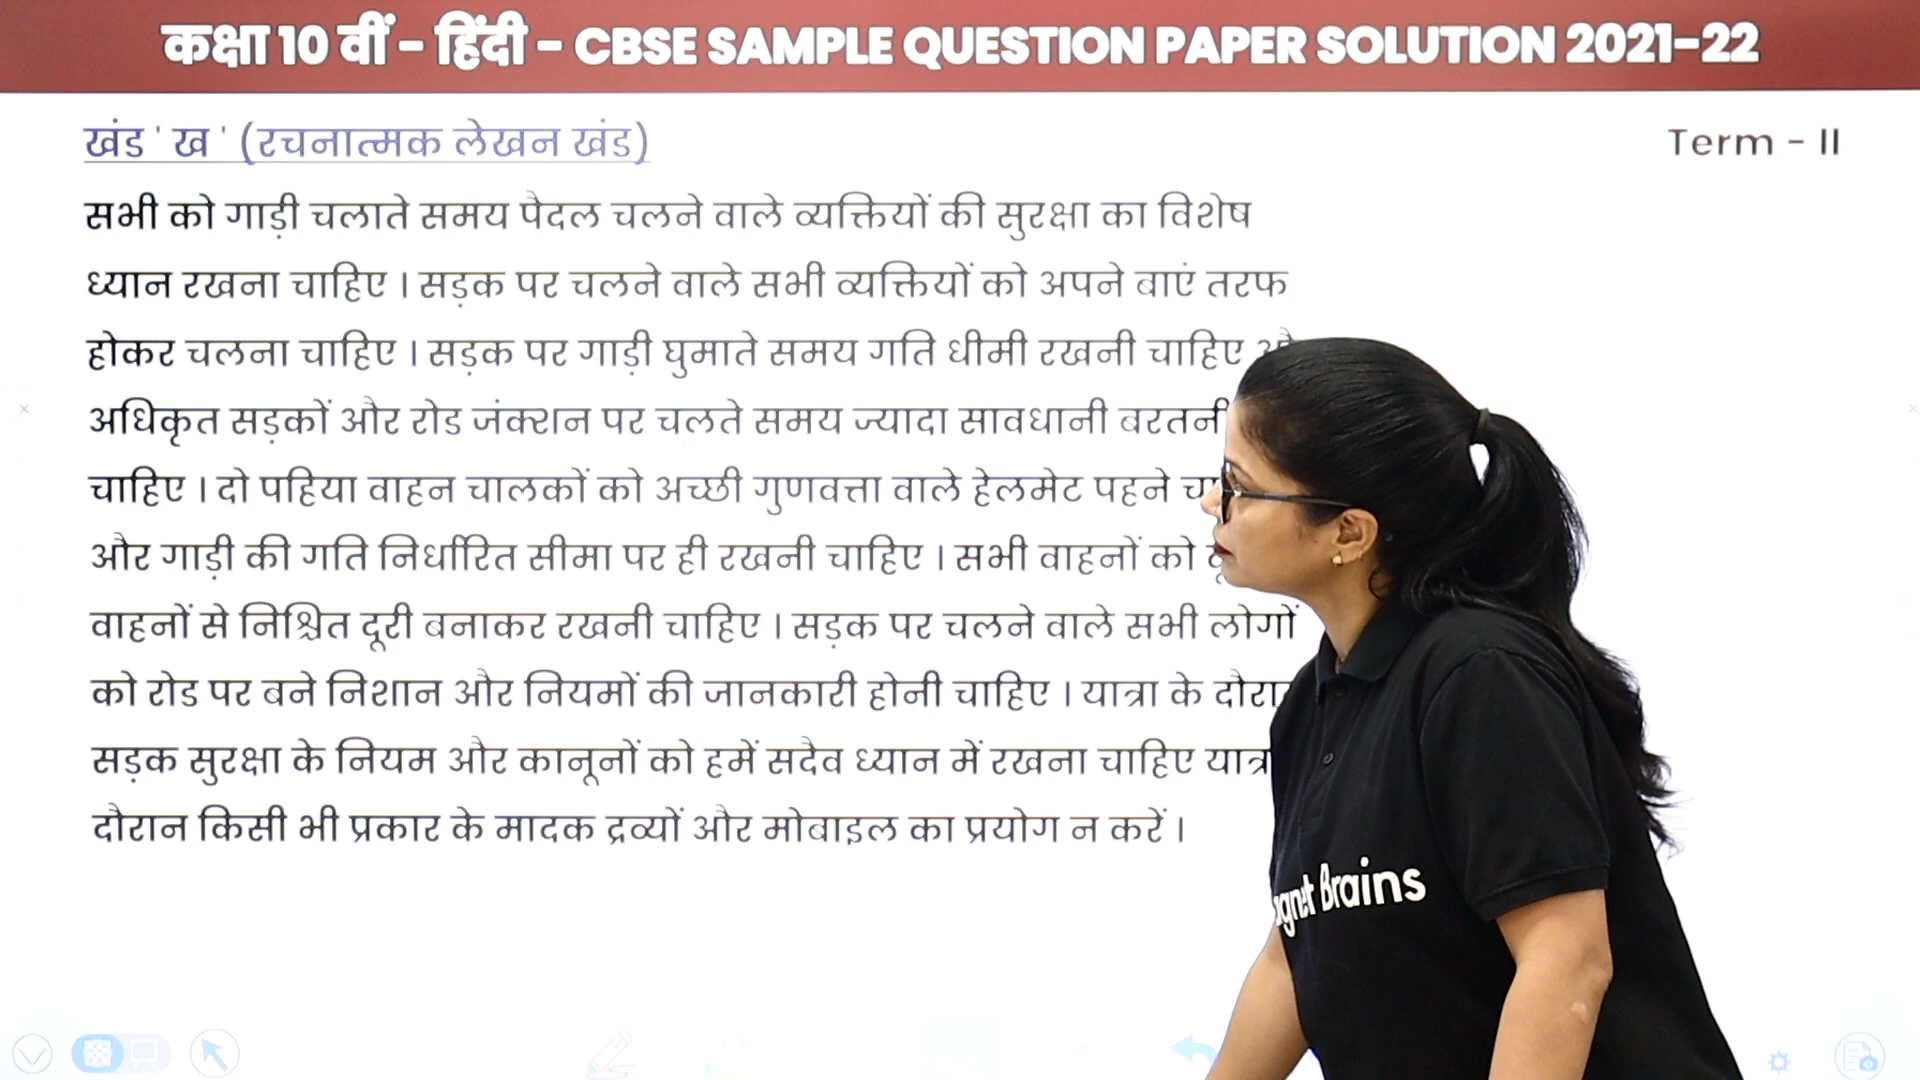 कक्षा 10 वीं - हिंदी - CBSE SAMPLE QUESTION PAPER SOLUTION 2021-22
खंड ' ख ' (रचनात्मक लेखन खंड)
Term - II
सभी को गाड़ी चलाते समय पैदल चलने वाले व्यक्तियों की सुरक्षा का विशेष
ध्यान रखना चाहिए । सड़क पर चलने वाले सभी व्यक्तियों को अपने बाएं तरफ
होकर चलना चाहिए । सड़क पर गाड़ी घुमाते समय गति धीमी रखनी चाहिए
अधिकृत सड़कों और रोड जंक्शन पर चलते समय ज्यादा सावधानी बरतनी
चाहिए । दो पहिया वाहन चालकों को अच्छी गुणवत्ता वाले हेलमेट पहने
और गाड़ी की गति निर्धारित सीमा पर ही रखनी चाहिए । सभी वाहनों को
वाहनों से निश्चित दूरी बनाकर रखनी चाहिए । सड़क पर चलने वाले सभी लोगों
को रोड पर बने निशान और नियमों की जानकारी होनी चाहिए । यात्रा के
सड़क सुरक्षा के नियम और कानूनों को हमें सदैव ध्यान में रखना चाहिए
दौरान किसी भी प्रकार के मादक द्रव्यों और मोबाइल का प्रयोग न करें ।
Brains